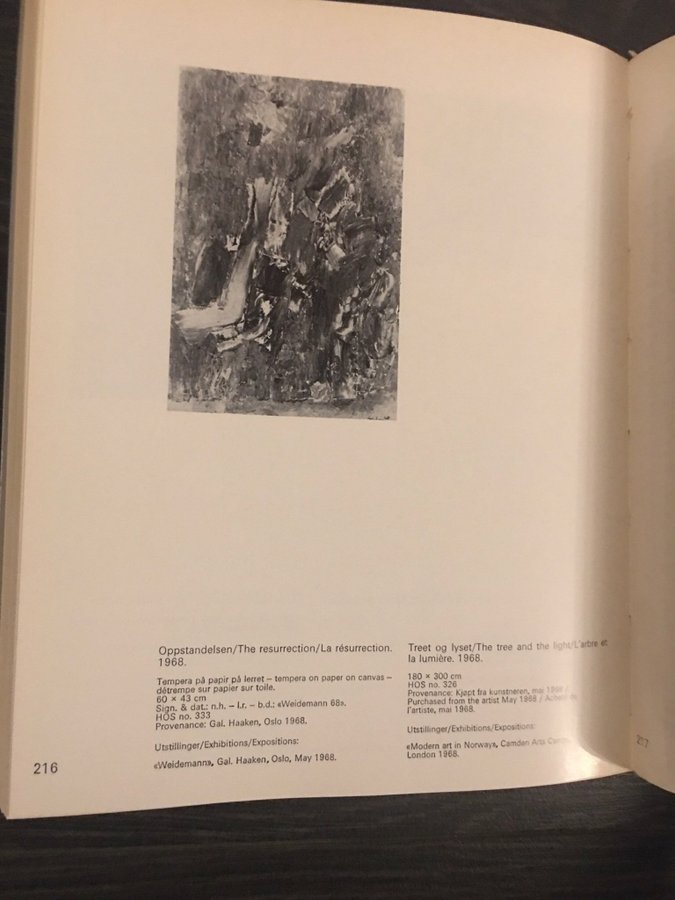 Oppstandelsen/The resurrection/La résurrection.
1968.
Tempera på papir på lerret – tempera on paper on canvas –
détrempe sur papier sur toile.
60 × 43 cm
Sign. & dat.: n.h. – l.r. – b.d.: «Weidemann 68».
HOS no. 333
Provenance: Gal. Haaken, Oslo 1968.
Utstillinger/Exhibitions/Expositions:
«Weidemann», Gal. Haaken, Oslo, May 1968.
216
Treet og lyset/The tree and the light/L'arbre et
la lumière. 1968.
180 × 300 cm
HOS no. 326
Provenance: Kjøpt fra kunstneren, mai 1968 /
Purchased from the artist May 1968 /
l'artiste, mai 1968.
Utstillinger/Exhibitions/Expositions:
«Modern art in Norway», Camden Arts
London 1968.
217